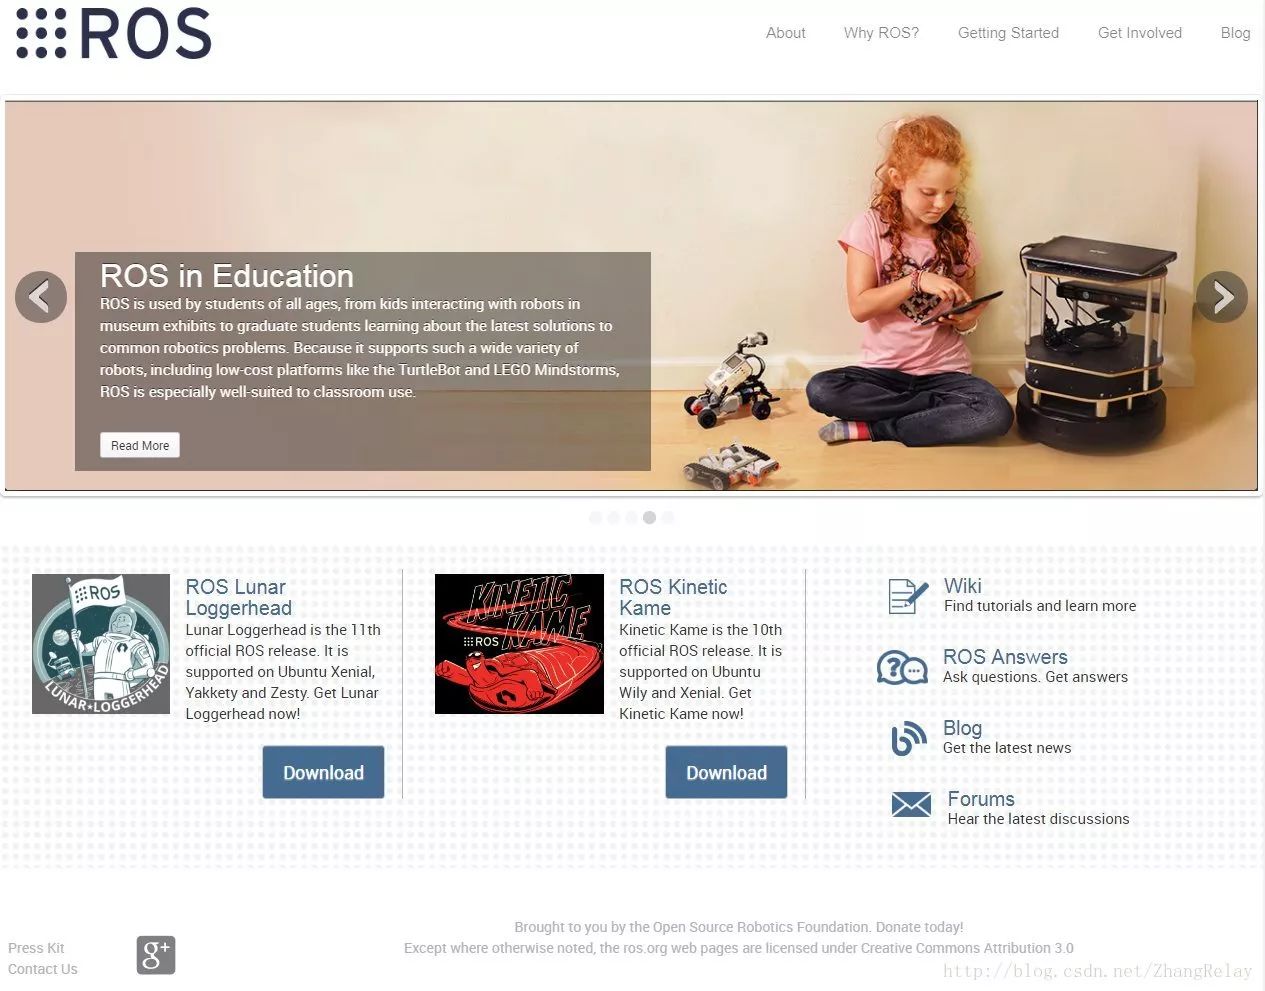 ROS
About
Why ROS?
Getting Started
Get Involved
Blog
ROS in Education
ROS is used by students of all ages, from kids interacting with robots in
museum exhibits to graduate students learning about the latest solutions to
common robotics problems. Because it supports such a wide variety of
robots, including low-cost platforms like the TurtleBot and LEGO Mindstorms,
ROS is especially well-suited to classroom use.
Read More
ROS
LUNAR★LOGGERHEAD
ROS Lunar
Loggerhead
Lunar Loggerhead is the 11th
official ROS release. It is
supported on Ubuntu Xenial,
Yakkety and Zesty. Get Lunar
Loggerhead now!
Download
KINETIC
KAME
ROS
ROS Kinetic
Kame
Kinetic Kame is the 10th
official ROS release. It is
supported on Ubuntu
Wily and Xenial. Get
Kinetic Kame now!
Download
Wiki
Find tutorials and learn more
ROS Answers
Ask questions. Get answers
Blog
Get the latest news
Forums
Hear the latest discussions
Press Kit
Contact Us
g+
Brought to you by the Open Source Robotics Foundation. Donate today!
Except where otherwise noted, the ros.org web pages are licensed under Creative Commons Attribution 3.0
http://blog.csdn.net/ZhangRelay